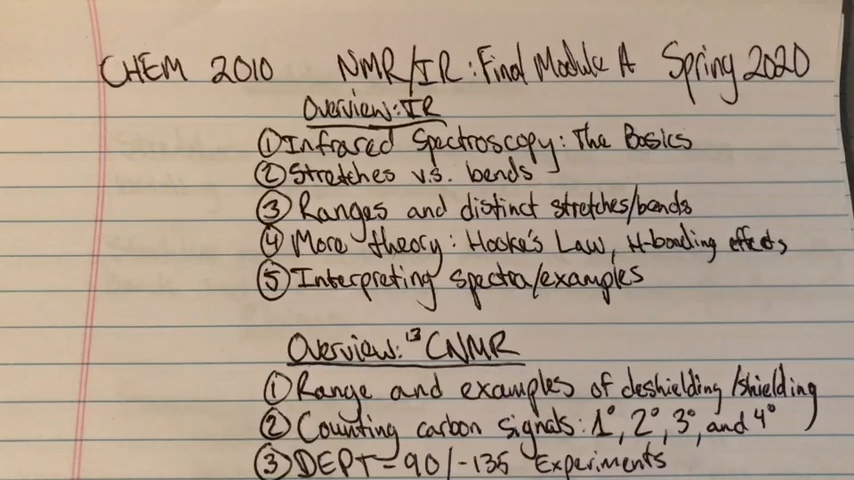 CHEM 2010 NMR/IR: Final Module A Spring 2020
Overview: IR
① Infrared Spectroscopy: The Basics
② Stretches v.s. bends
③ Ranges and distinct stretches/bends
④ More theory: Hooke's Law, H-bonding effects
⑤ Interpreting spectra/examples
Overview: ¹³CNMR
① Range and examples of deshielding/shielding
② Counting carbon signals: 1°, 2°, 3°, and 4°
③ DEPT-90/-135 Experiments